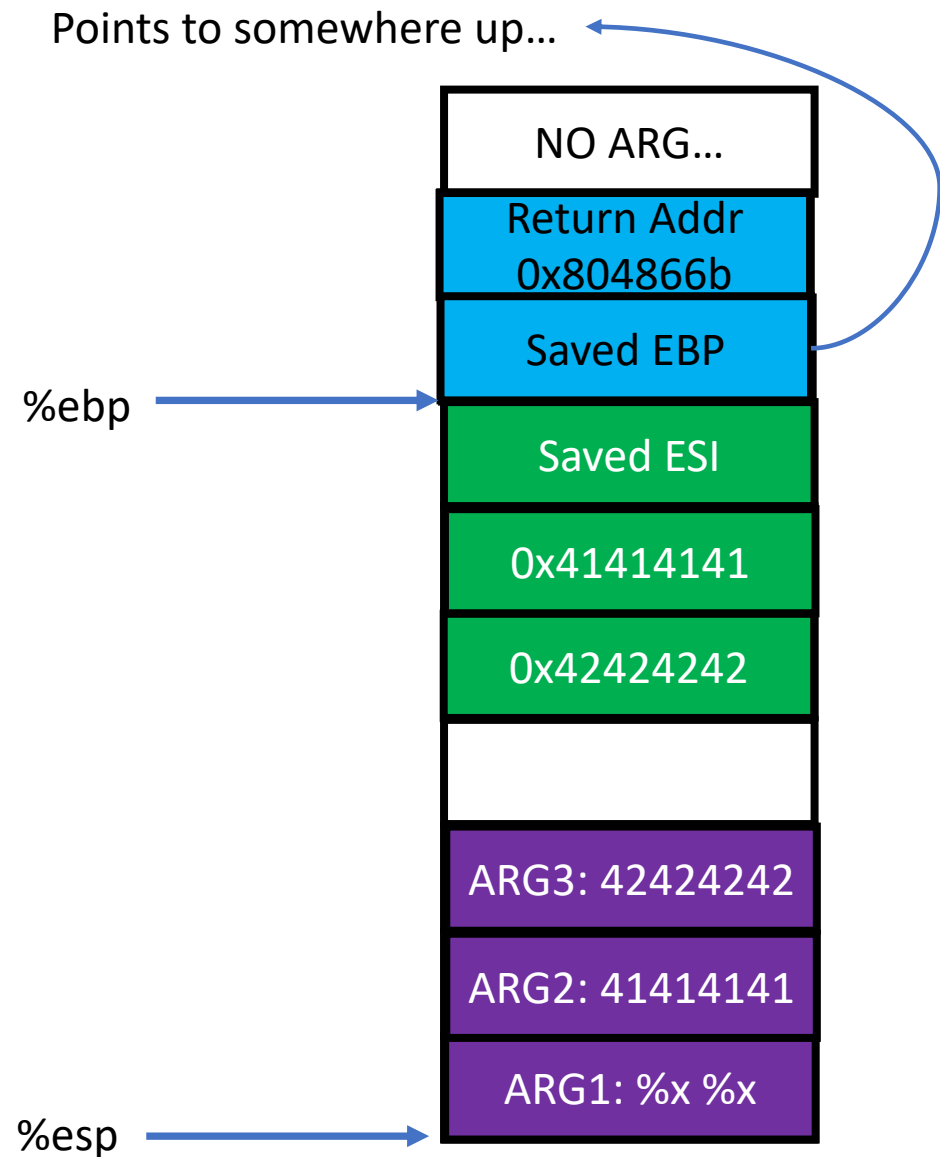 Points to somewhere up…
NO ARG…
Return Addr
0x804866b
Saved EBP
%ebp
Saved ESI
0x41414141
0x42424242
ARG3: 42424242
ARG2: 41414141
ARG1: %x %x
%esp